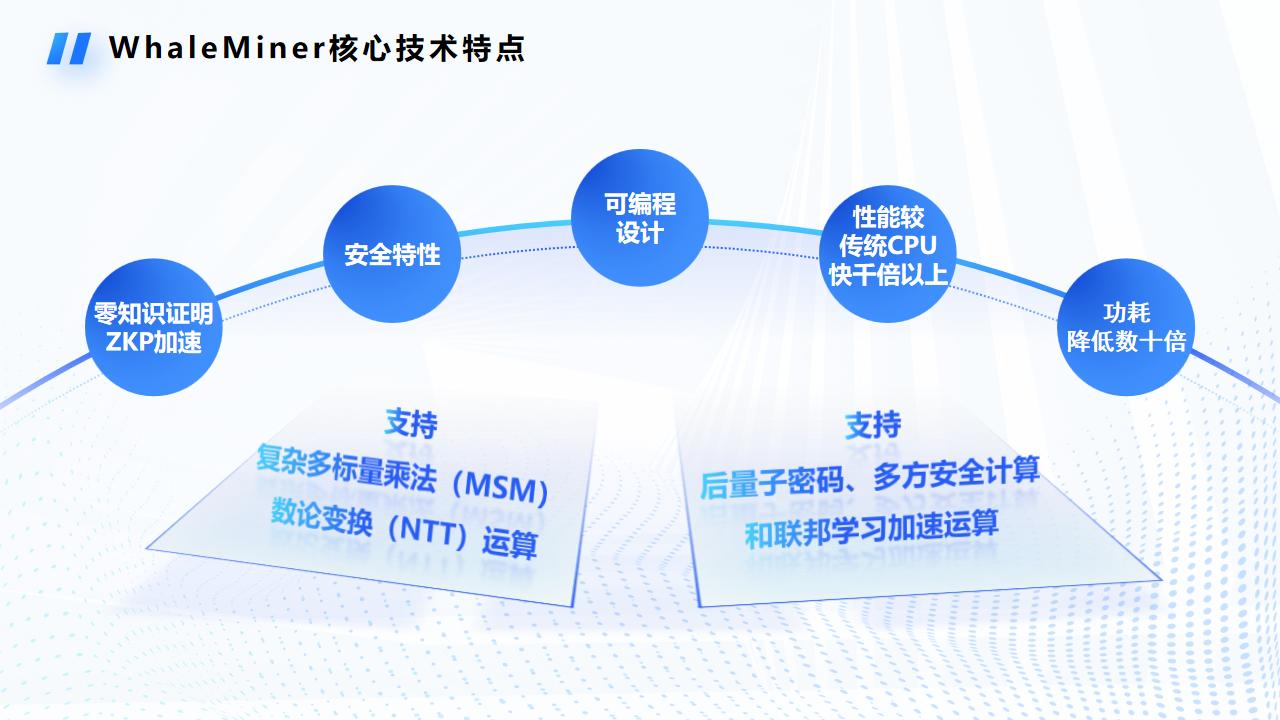 WhaleMiner核心技术特点
零知识证明
ZKP加速
安全特性
可编程
设计
性能较
传统CPU
快千倍以上
功耗
降低数十倍
支持
复杂多标量乘法（MSM）
数论变换（NTT）运算
支持
后量子密码、多方安全计算
和联邦学习加速运算